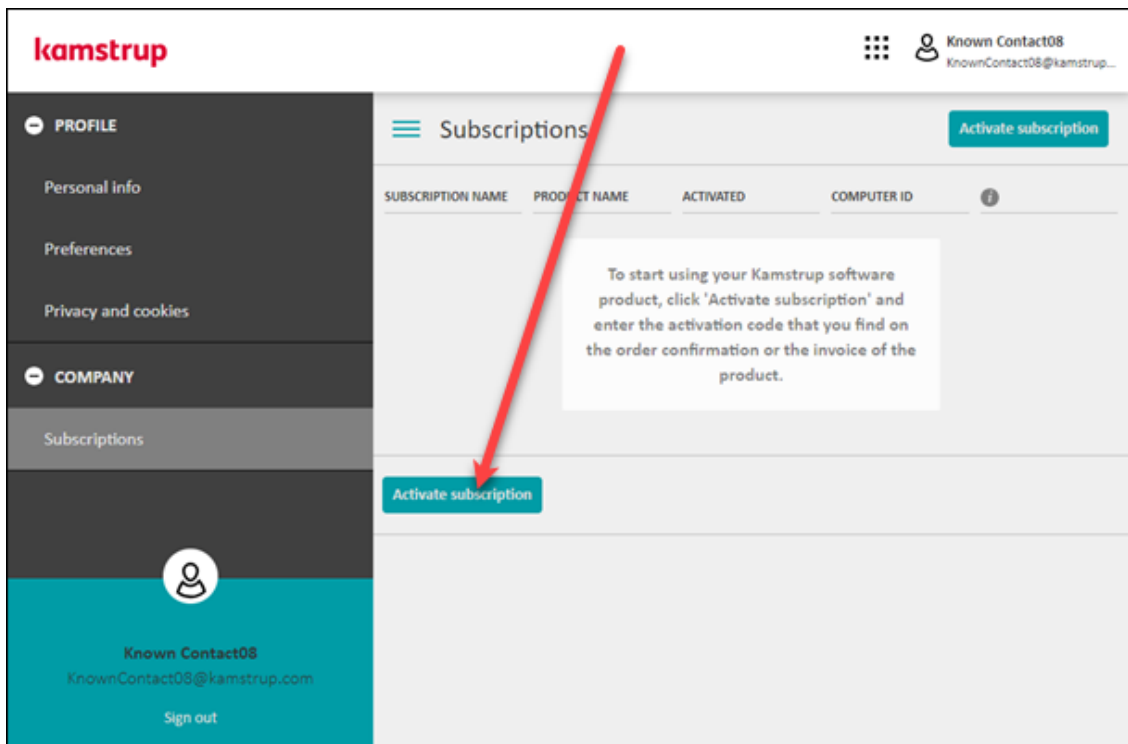 kamstrup
Known Contact08
KnownContact08@kamstrup...
PROFILE
Personal info
Preferences
Privacy and cookies
COMPANY
Subscriptions
Known Contact08
KnownContact08@kamstrup.com
Sign out
Subscriptions
Activate subscription
SUBSCRIPTION NAME PRODUCT NAME ACTIVATED COMPUTER ID
To start using your Kamstrup software
product, click 'Activate subscription' and
enter the activation code that you find on
the order confirmation or the invoice of the
product.
Activate subscription